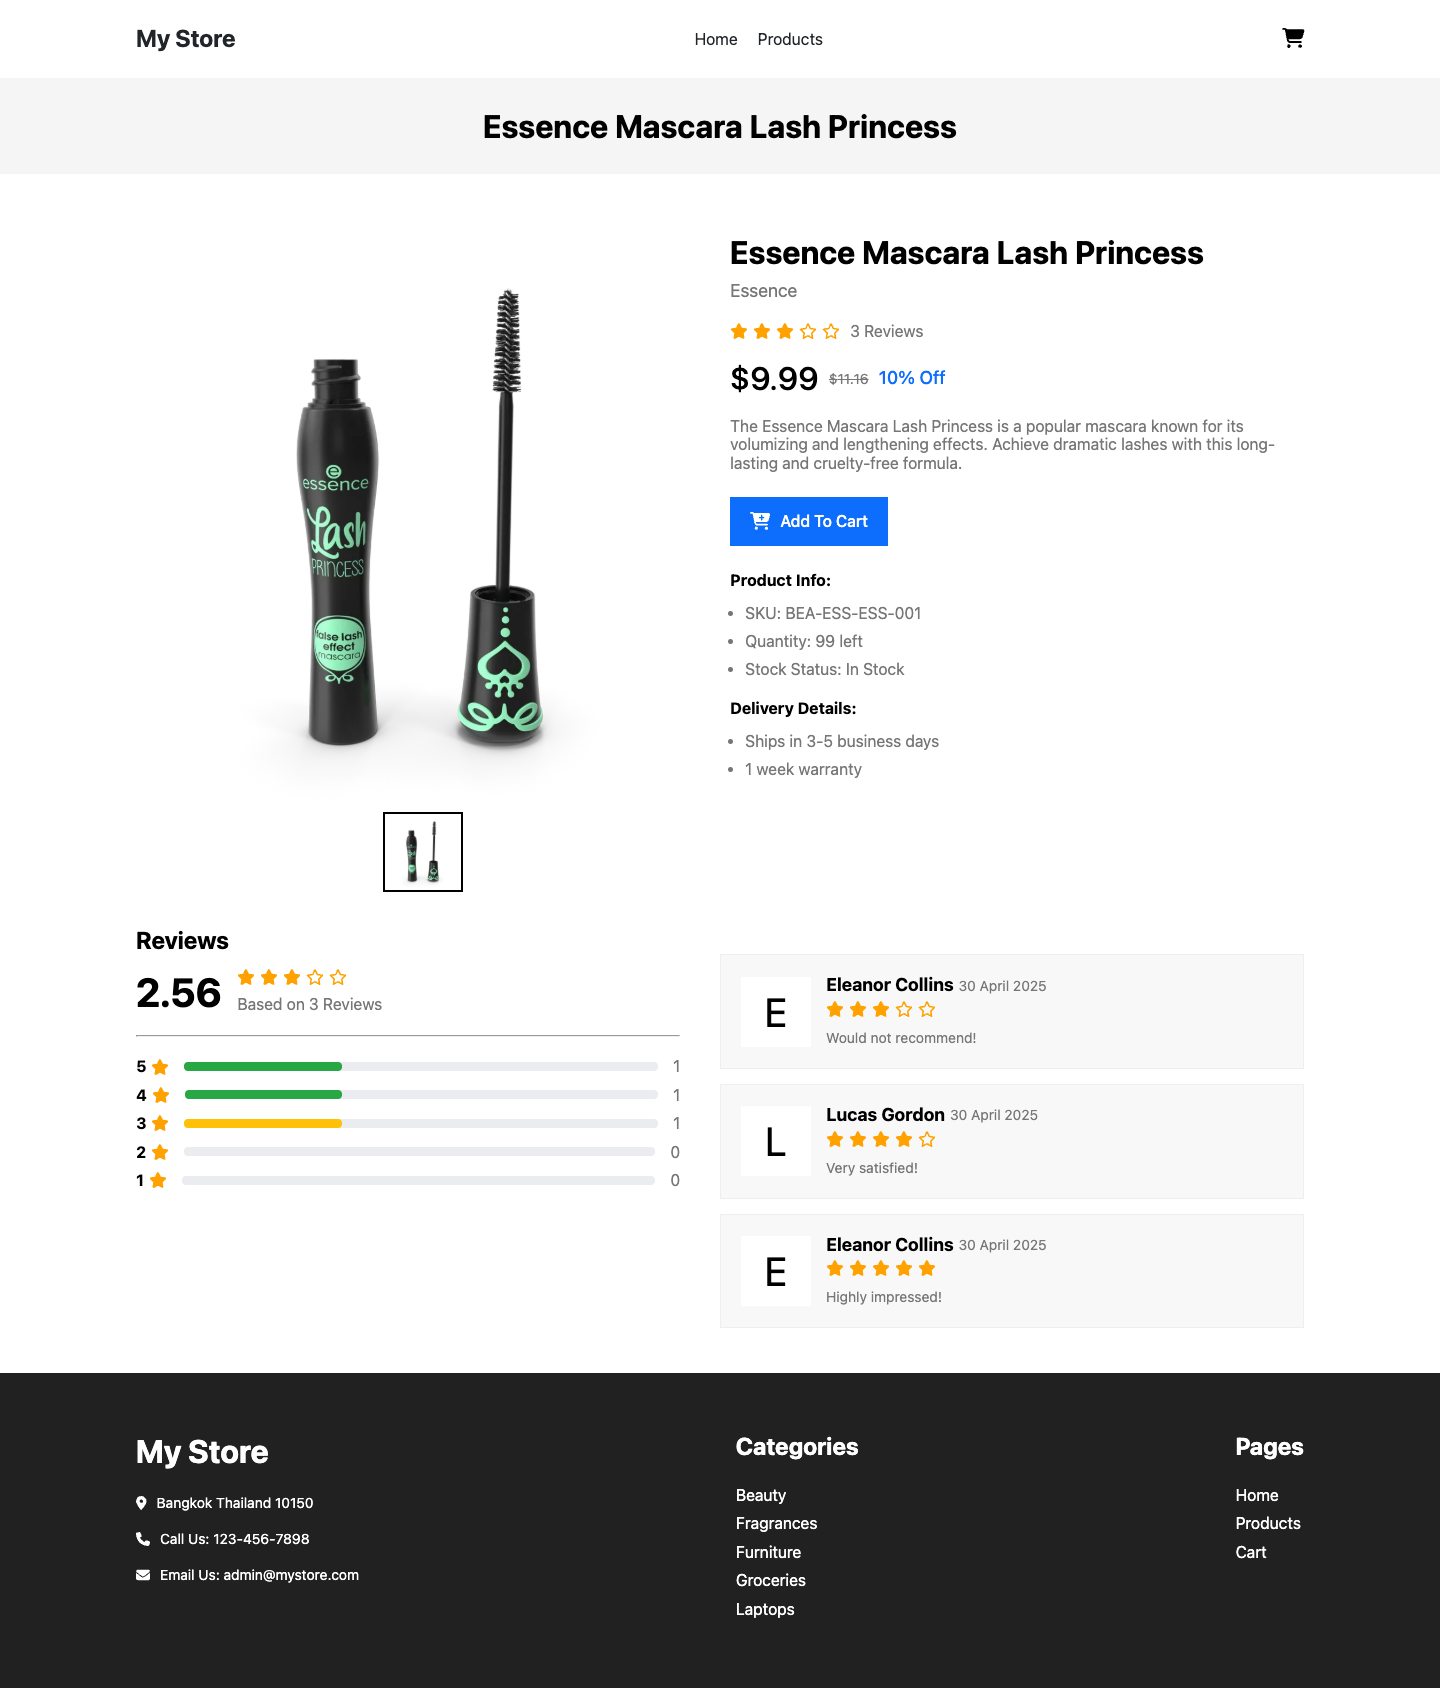 My Store
Home
Products
Essence Mascara Lash Princess
essence
Lash
PRINCESS
false lash
effect
mascara
Essence Mascara Lash Princess
Essence
3 Reviews
$9.99 $11.16 10% Off
The Essence Mascara Lash Princess is a popular mascara known for its
volumizing and lengthening effects. Achieve dramatic lashes with this long-
lasting and cruelty-free formula.
Add To Cart
Product Info:
SKU: BEA-ESS-ESS-001
Quantity: 99 left
Stock Status: In Stock
Delivery Details:
Ships in 3-5 business days
1 week warranty
Reviews
2.56
Based on 3 Reviews
5 1
4 1
3 1
2 0
1 0
E
Eleanor Collins 30 April 2025
Would not recommend!
L
Lucas Gordon 30 April 2025
Very satisfied!
E
Eleanor Collins 30 April 2025
Highly impressed!
My Store
Bangkok Thailand 10150
Call Us: 123-456-7898
Email Us: admin@mystore.com
Categories
Beauty
Fragrances
Furniture
Groceries
Laptops
Pages
Home
Products
Cart